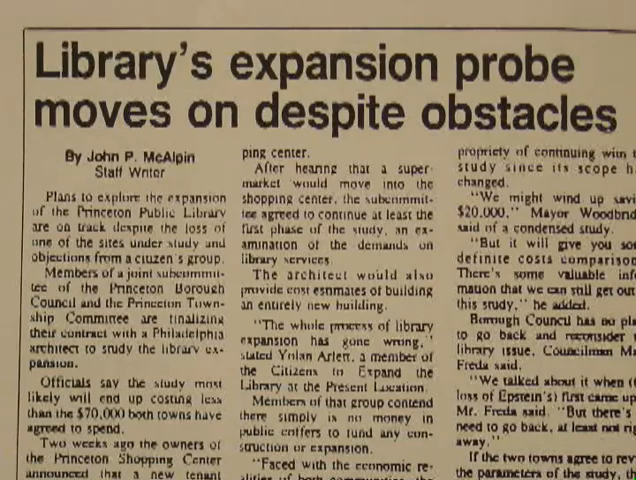 Library's expansion probe
moves on despite obstacles
By John P. McAlpin
Staff Writer
Plans to explore the expansion
of the Princeton Public Library
are on track despite the loss of
one of the sites under study and
objections from a citizen's group.
Members of a joint subcommit-
tee of the Princeton Borough
Council and the Princeton Town-
ship Committee are finalizing
their contract with a Philadelphia
architect to study the library ex-
pansion.
Officials say the study most
likely will end up costing less
than the $70,000 both towns have
agreed to spend.
Two weeks ago the owners of
the Princeton Shopping Center
announced that a new tenant
ping center.
After hearing that a super-
market would move into the
shopping center, the subcommit-
tee agreed to continue at least the
first phase of the study, an ex-
amination of the demands on
library services.
The architect would also
provide cost estimates of building
an entirely new building.
"The whole process of library
expansion has gone wrong,"
stated Yolan Arlen, a member of
the Citizens to Expand the
Library at the Present Location.
Members of that group contend
there simply is no money in
public coffers to fund any con-
struction or expansion.
"Faced with the economic re-
alities of both communities, the
propriety of continuing with
study since its scope
changed.
"We might wind up
$20,000," Mayor
said of a condensed study.
"But it will give you
definite costs
There's some valuable
mation that we can still get out
this study," he added.
Borough Council has no
to go back and reconsider
library issue, Councilman
Freda said.
"We talked about it when
loss of Epstein's) first came up
Mr. Freda said. "But there's
need to go back, at least not
away."
If the two towns agree to
the parameters of the study,